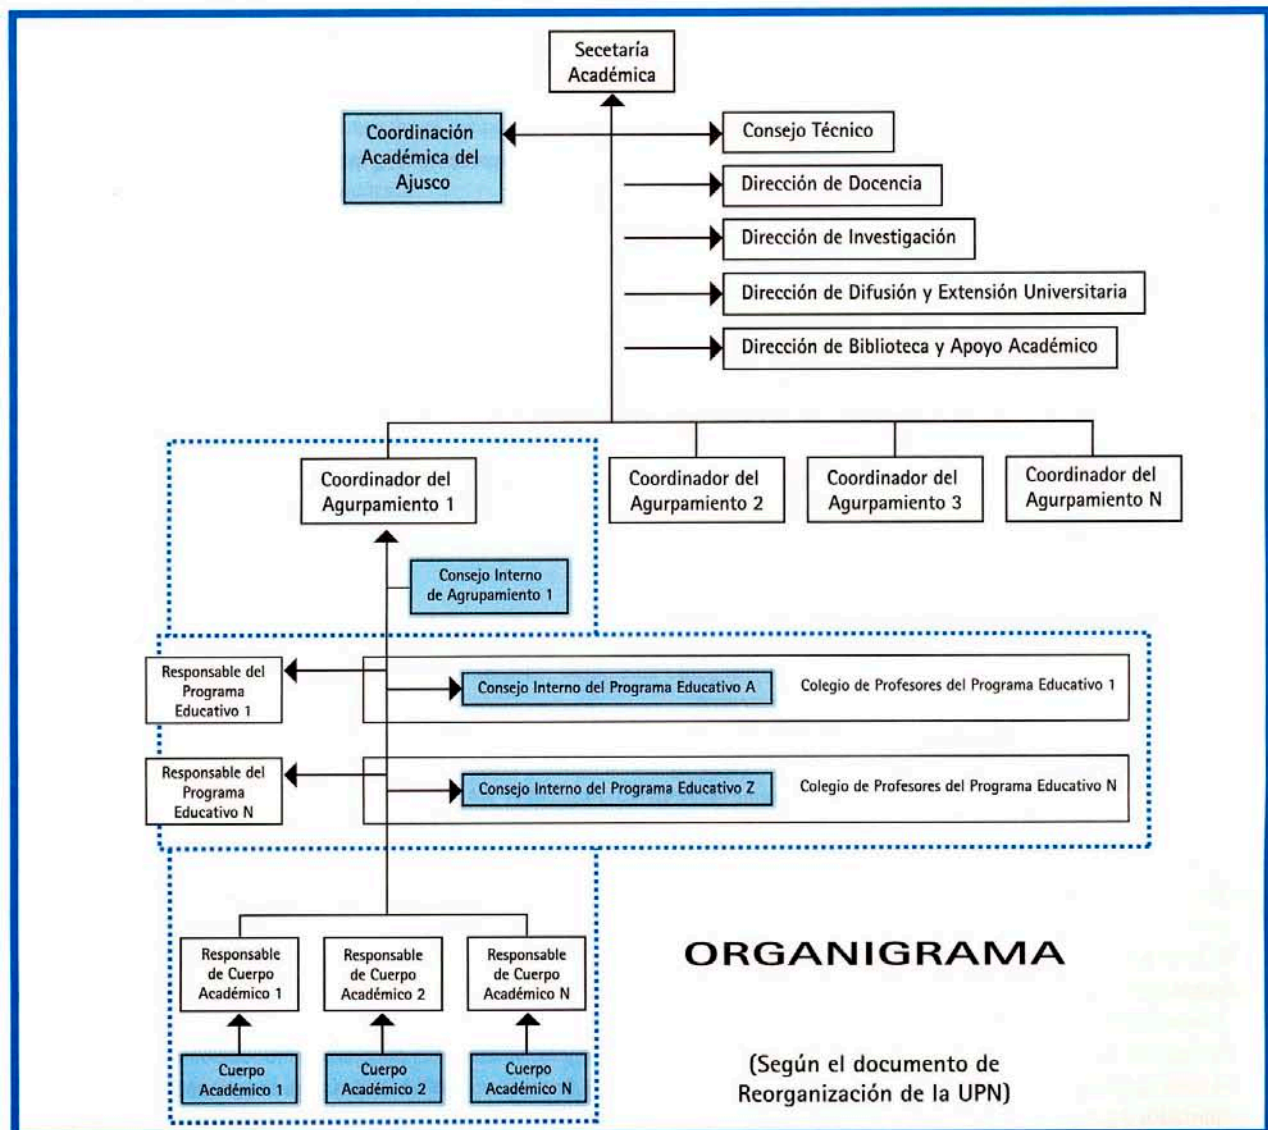 Secetaría
Académica
Coordinación
Académica del
Ajusco
Consejo Técnico
Dirección de Docencia
Dirección de Investigación
Dirección de Difusión y Extensión Universitaria
Dirección de Biblioteca y Apoyo Académico
Coordinador del
Agurpamiento 1
Coordinador del
Agurpamiento 2
Coordinador del
Agurpamiento 3
Coordinador del
Agurpamiento N
Consejo Interno
de Agrupamiento 1
Responsable del
Programa
Educativo 1
Consejo Interno del Programa Educativo A
Colegio de Profesores del Programa Educativo 1
Responsable del
Programa
Educativo N
Consejo Interno del Programa Educativo Z
Colegio de Profesores del Programa Educativo N
Responsable
de Cuerpo
Académico 1
Responsable
de Cuerpo
Académico 2
Responsable
de Cuerpo
Académico N
Cuerpo
Académico 1
Cuerpo
Académico 2
Cuerpo
Académico N
ORGANIGRAMA
(Según el documento de
Reorganización de la UPN)